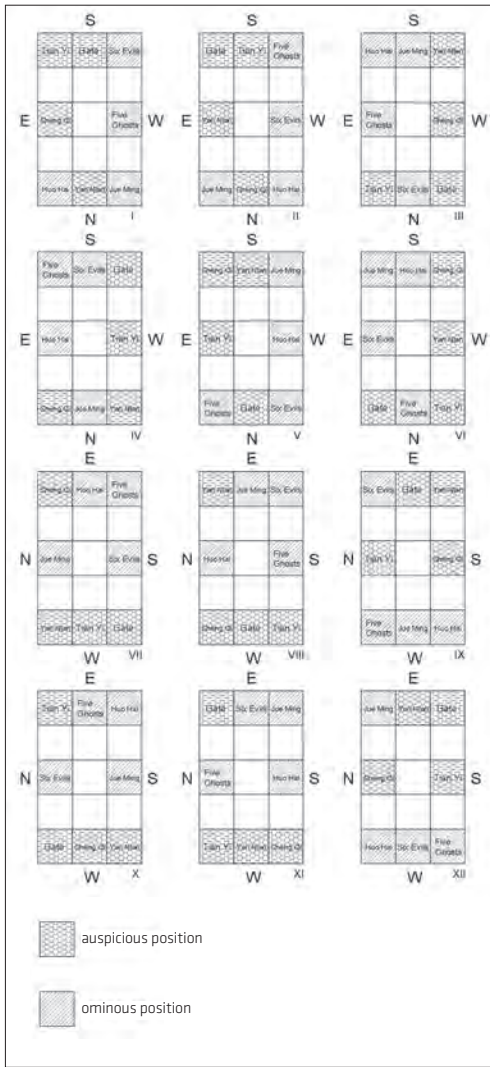 S
Tian Yi Gate Six Evils
E Sheng Qi Five Ghosts W
Huo Hai Yan Nian Jue Ming
N I
S
Gate Tian Yi Five Ghosts
E Yan Nian Six Evils W
Jue Ming Sheng Qi Huo Hai
N II
S
Huo Hai Jue Ming Yan Nian
E Five Ghosts Sheng Qi W
Tian Yi Six Evils Gate
N III
S
Five Ghosts Six Evils Gate
E Huo Hai Tian Yi W
Sheng Qi Jue Ming Yan Nian
N IV
S
Sheng Qi Yan Nian Jue Ming
E Tian Yi Huo Hai W
Five Ghosts Gate Six Evils
N V
S
Jue Ming Huo Hai Sheng Qi
E Six Evils Yan Nian W
Gate Five Ghosts Tian Yi
N VI
E
Sheng Qi Huo Hai Five Ghosts
N Jue Ming Six Evils S
Yan Nian Tian Yi Gate
W VII
E
Yan Nian Jue Ming Six Evils
N Huo Hai Five Ghosts S
Sheng Qi Gate Tian Yi
W VIII
E
Six Evils Gate Yan Nian
N Tian Yi Sheng Qi S
Five Ghosts Jue Ming Huo Hai
W IX
E
Tian Yi Five Ghosts Huo Hai
N Six Evils Jue Ming S
Gate Sheng Qi Yan Nian
W X
E
Gate Six Evils Jue Ming
N Five Ghosts Huo Hai S
Tian Yi Yan Nian Sheng Qi
W XI
E
Jue Ming Yan Nian Gate
N Sheng Qi Tian Yi S
Huo Hai Six Evils Five Ghosts
W XII
auspicious position
ominous position